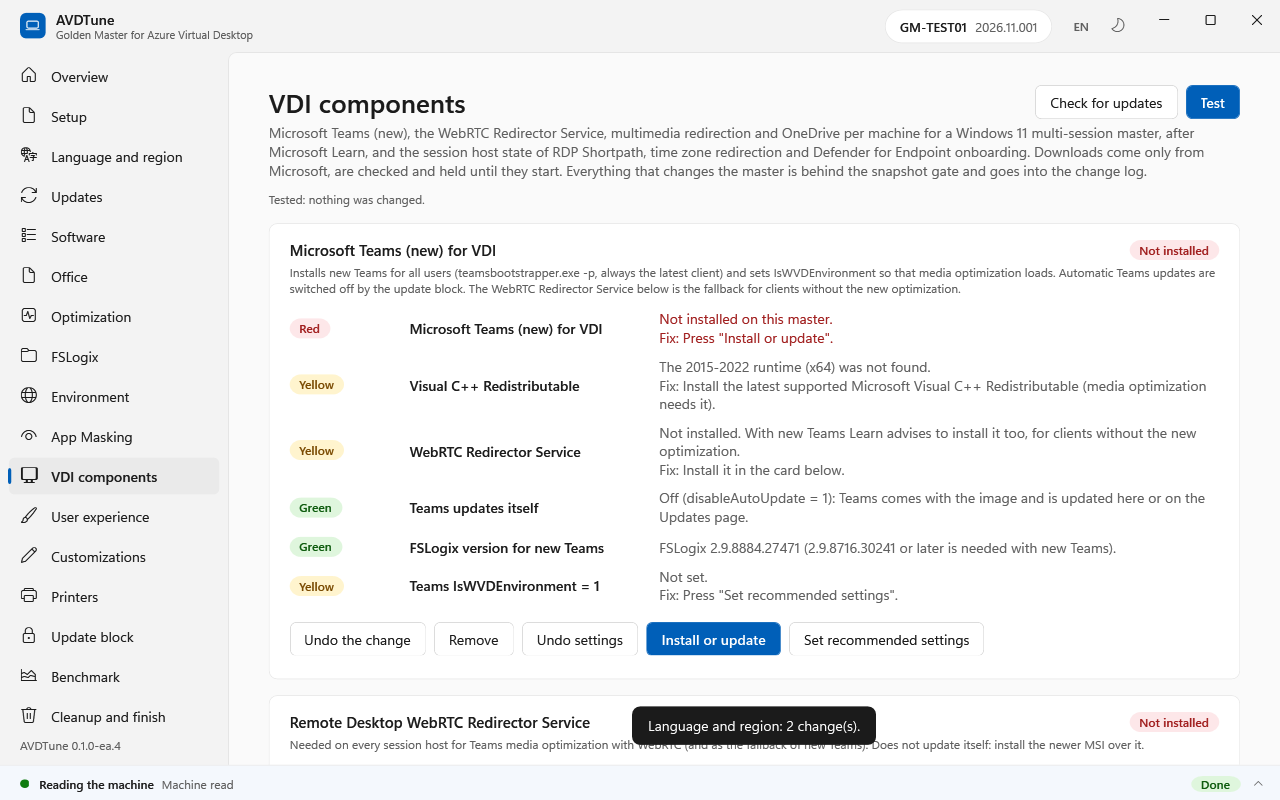 AVDTune
Golden Master for Azure Virtual Desktop
GM-TEST01 2026.11.001
EN
Overview
Setup
Language and region
Updates
Software
Office
Optimization
FSLogix
Environment
App Masking
VDI components
User experience
Customizations
Printers
Update block
Benchmark
Cleanup and finish
AVDTune 0.1.0-ea.4
VDI components
Check for updates
Test
Microsoft Teams (new), the WebRTC Redirector Service, multimedia redirection and OneDrive per machine for a Windows 11 multi-session master, after
Microsoft Learn, and the session host state of RDP Shortpath, time zone redirection and Defender for Endpoint onboarding. Downloads come only from
Microsoft, are checked and held until they start. Everything that changes the master is behind the snapshot gate and goes into the change log.
Tested: nothing was changed.
Microsoft Teams (new) for VDI
Not installed
Installs new Teams for all users (teamsbootstrapper.exe -p, always the latest client) and sets IsWVDEnvironment so that media optimization loads. Automatic Teams updates are
switched off by the update block. The WebRTC Redirector Service below is the fallback for clients without the new optimization.
Red
Microsoft Teams (new) for VDI
Not installed on this master.
Fix: Press "Install or update".
Yellow
Visual C++ Redistributable
The 2015-2022 runtime (x64) was not found.
Fix: Install the latest supported Microsoft Visual C++ Redistributable (media optimization
needs it).
Yellow
WebRTC Redirector Service
Not installed. With new Teams Learn advises to install it too, for clients without the new
optimization.
Fix: Install it in the card below.
Green
Teams updates itself
Off (disableAutoUpdate = 1): Teams comes with the image and is updated here or on the
Updates page.
Green
FSLogix version for new Teams
FSLogix 2.9.8884.27471 (2.9.8716.30241 or later is needed with new Teams).
Yellow
Teams IsWVDEnvironment = 1
Not set.
Fix: Press "Set recommended settings".
Undo the change
Remove
Undo settings
Install or update
Set recommended settings
Remote Desktop WebRTC Redirector Service
Not installed
Language and region: 2 change(s).
Needed on every session host for Teams media optimization with WebRTC (and as the fallback of new Teams). Does not update itself: install the newer MSI over it.
Reading the machine Machine read
Done